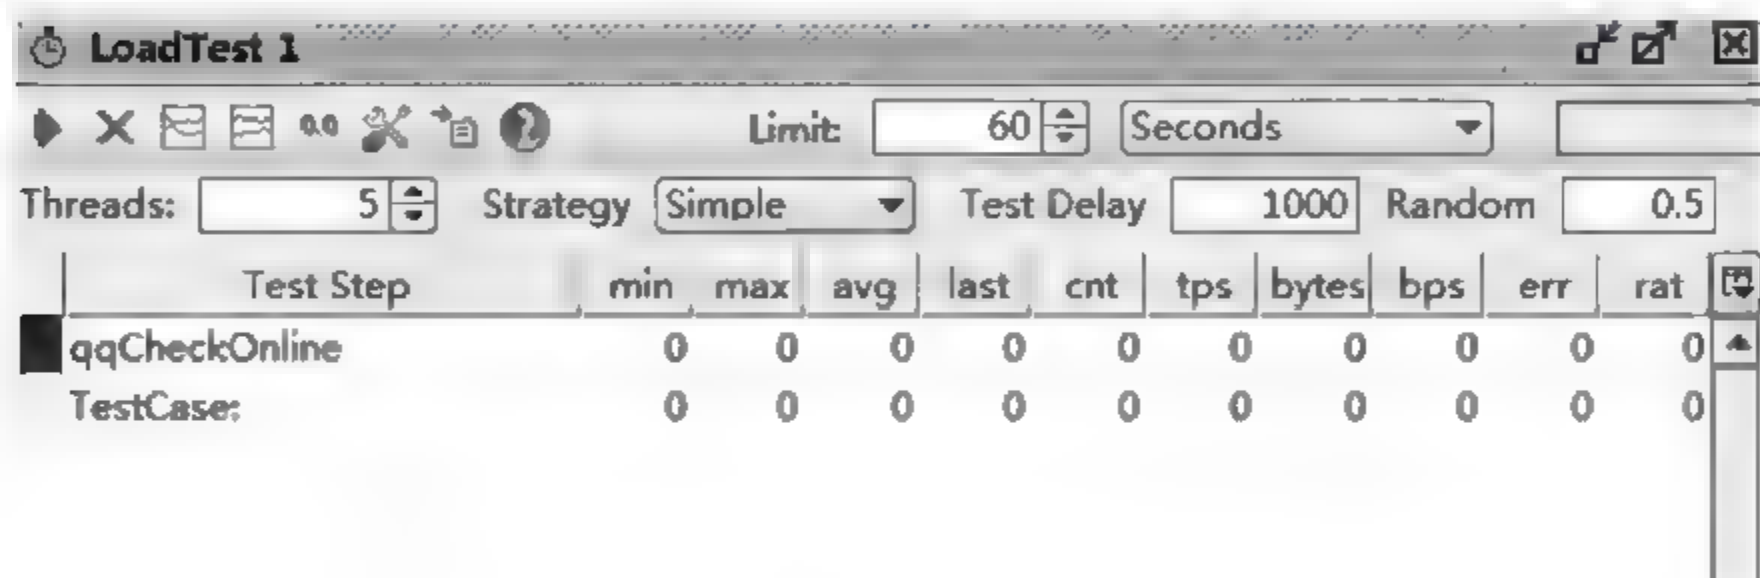 LoadTest 1
0.0 ? Limit: 60 Seconds
Threads: 5 Strategy Simple Test Delay 1000 Random 0.5
Test Step min max avg last cnt tps bytes bps err rat
qqCheckOnline 0 0 0 0 0 0 0 0 0 0
TestCase: 0 0 0 0 0 0 0 0 0 0